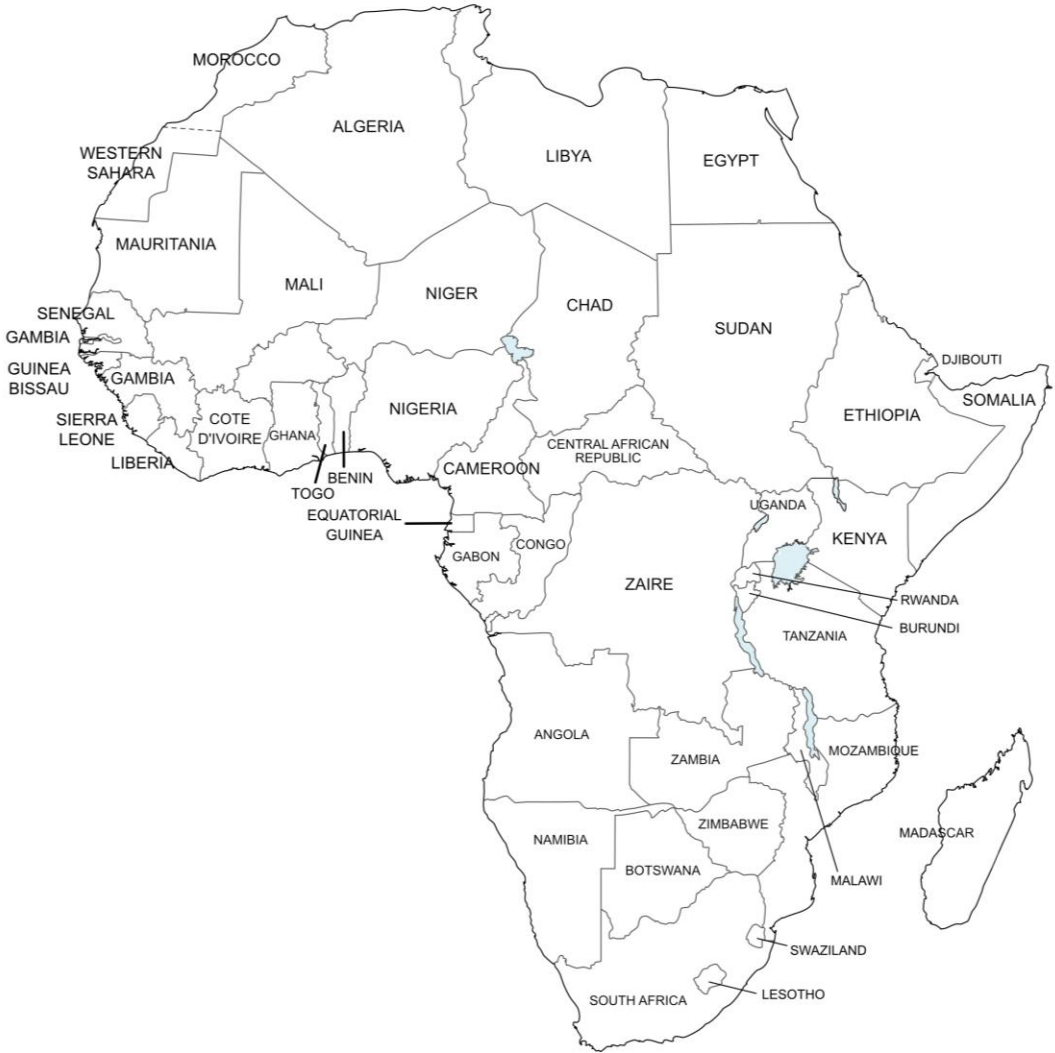 MOROCCO
ALGERIA
LIBYA
EGYPT
WESTERN
SAHARA
MAURITANIA
MALI
NIGER
CHAD
SUDAN
SENEGAL
GAMBIA
GUINEA
BISSAU
GAMBIA
SIERRA
LEONE
LIBERIA
COTE
D'IVOIRE
GHANA
TOGO
BENIN
NIGERIA
CAMEROON
CENTRAL AFRICAN
REPUBLIC
ETHIOPIA
DJIBOUTI
SOMALIA
EQUATORIAL
GUINEA
GABON
CONGO
ZAIRE
UGANDA
KENYA
RWANDA
BURUNDI
TANZANIA
ANGOLA
ZAMBIA
MOZAMBIQUE
MALAWI
NAMIBIA
ZIMBABWE
BOTSWANA
MADASCAR
SWAZILAND
LESOTHO
SOUTH AFRICA